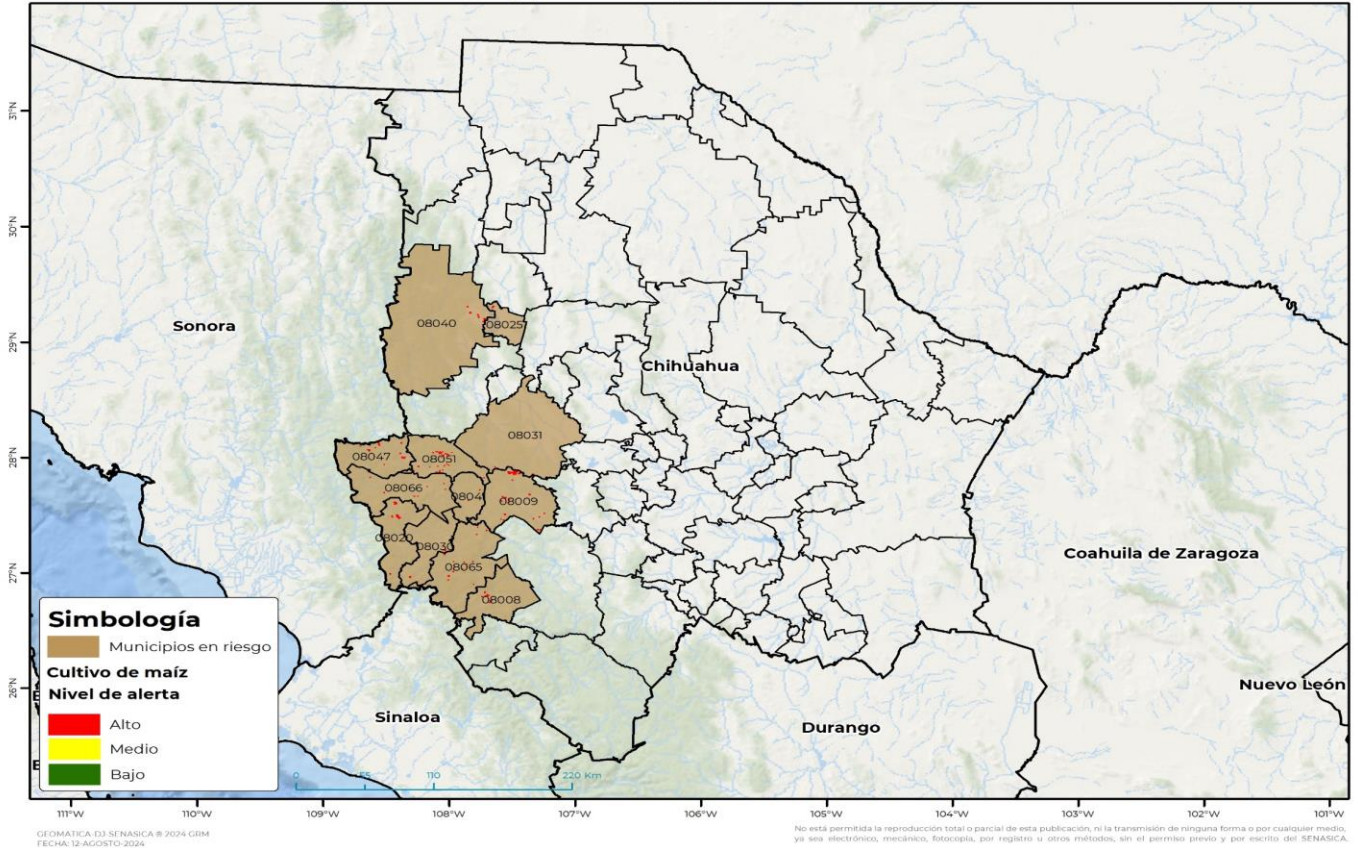 31°N
30°N
29°N
28°N
27°N
26°N
Sonora
Chihuahua
Coahuila de Zaragoza
Nuevo León
Durango
Sinaloa
08040
08025
08031
08047
08051
08066
0804
08009
08020
08030
08065
08008
Simbología
Municipios en riesgo
Cultivo de maíz
Nivel de alerta
Alto
Medio
Bajo
0 55 110 220 Km
111°W 110°W 109°W 108°W 107°W 106°W 105°W 104°W 103°W 102°W 101°W
GEOMÁTICA-DJ-SENASICA ® 2024 GRM
FECHA: 12-AGOSTO-2024
No está permitida la reproducción total o parcial de esta publicación, ni la transmisión de ninguna forma o por cualquier medio,
ya sea electrónico, mecánico, fotocopia, por registro u otros métodos, sin el permiso previo y por escrito del SENASICA.